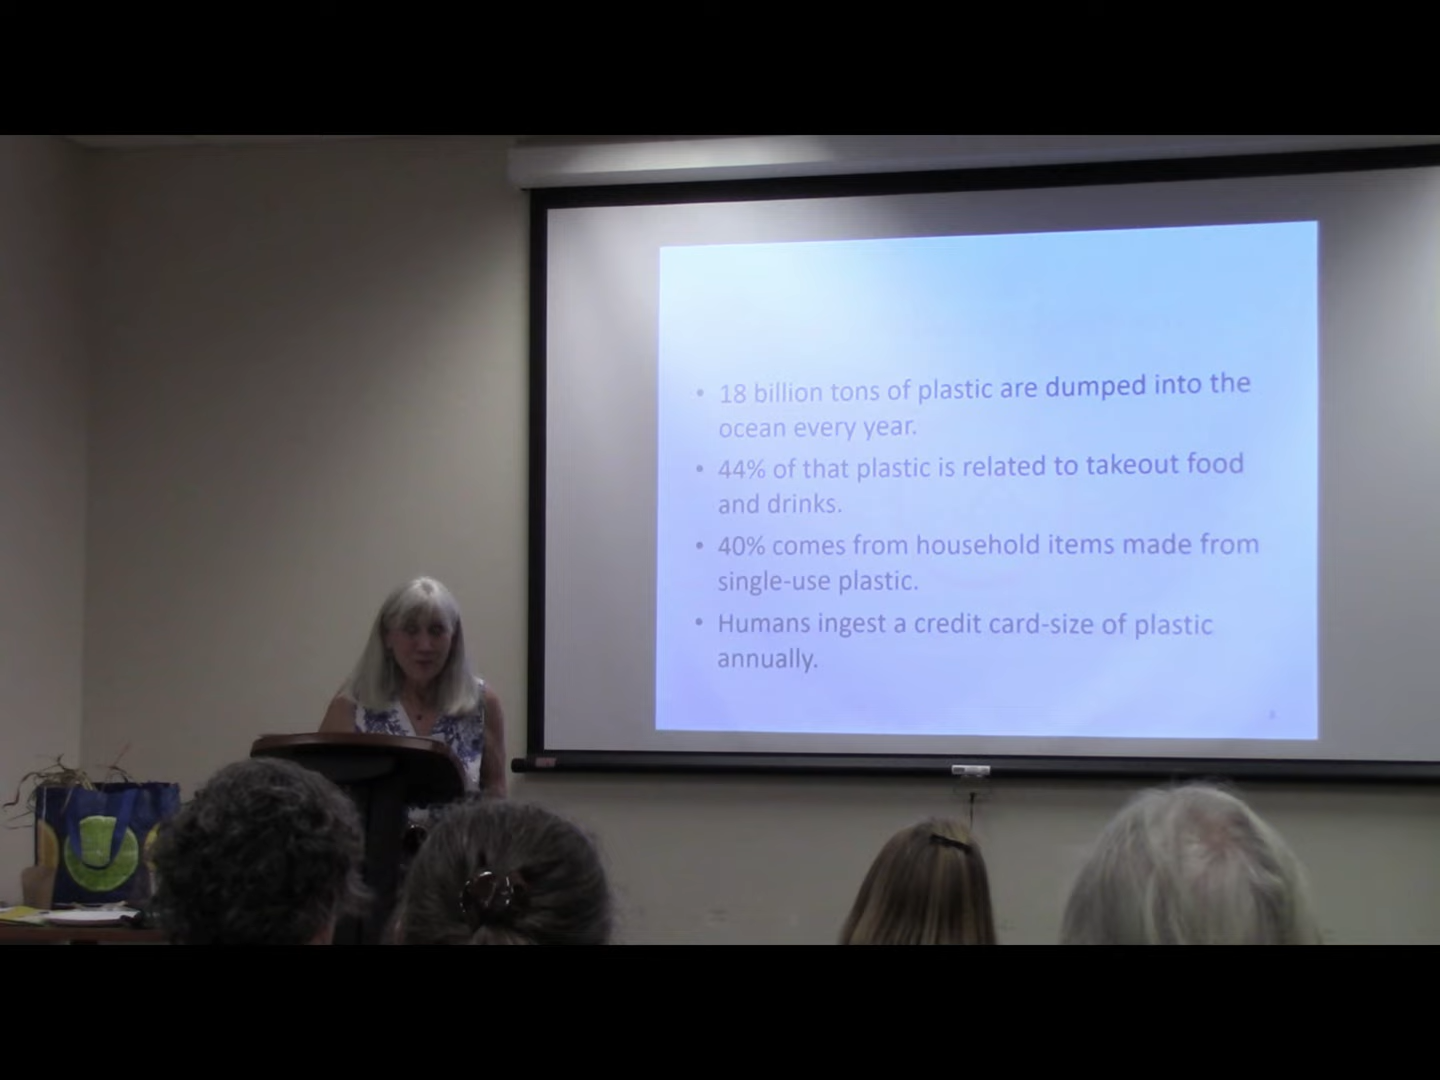 • 18 billion tons of plastic are dumped into the
ocean every year.
• 44% of that plastic is related to takeout food
and drinks.
• 40% comes from household items made from
single-use plastic.
• Humans ingest a credit card-size of plastic
annually.